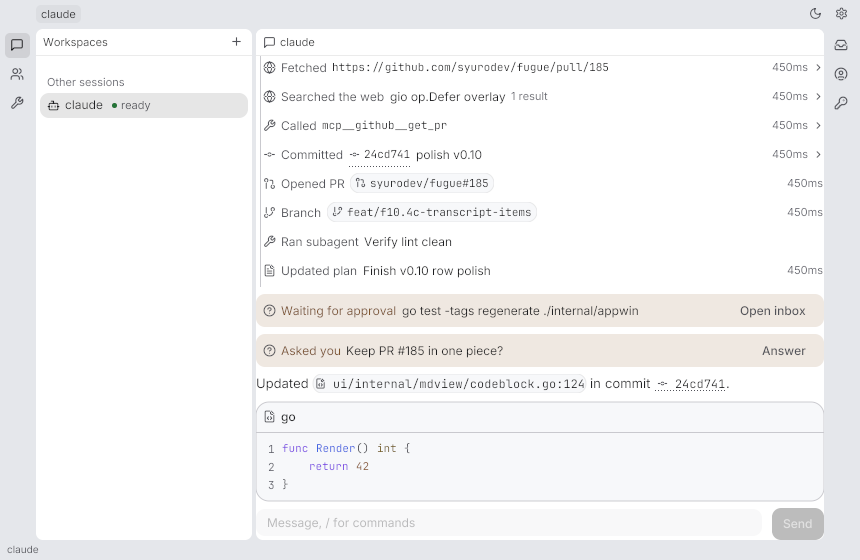 claude
Workspaces
Other sessions
claude ready
claude
Fetched https://github.com/syurodev/fugue/pull/185 450ms
Searched the web gio op.Defer overlay 1 result 450ms
Called mcp__github__get_pr 450ms
Committed 24cd741 polish v0.10 450ms
Opened PR syurodev/fugue#185 450ms
Branch feat/f10.4c-transcript-items 450ms
Ran subagent Verify lint clean
Updated plan Finish v0.10 row polish 450ms
Waiting for approval go test -tags regenerate ./internal/appwin Open inbox
Asked you Keep PR #185 in one piece? Answer
Updated ui/internal/mdview/codeblock.go:124 in commit 24cd741.
go
1 func Render() int {
2     return 42
3 }
Message, / for commands Send
claude